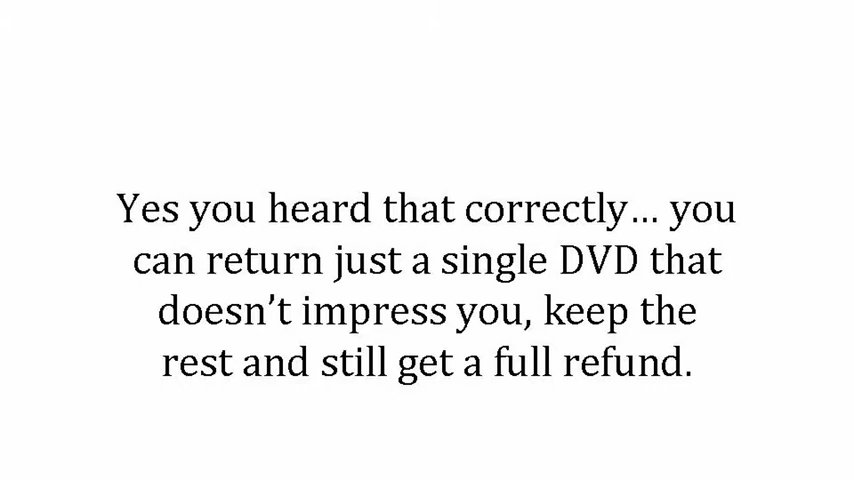 Yes you heard that correctly… you
can return just a single DVD that
doesn’t impress you, keep the
rest and still get a full refund.